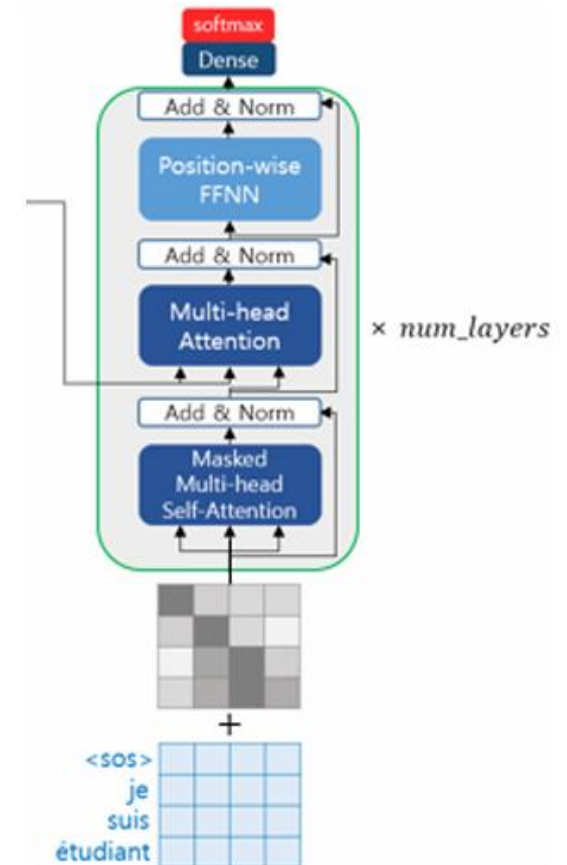 softmax
Dense
Add & Norm
Position-wise
FFNN
Add & Norm
Multi-head
Attention
× num_layers
Add & Norm
Masked
Multi-head
Self-Attention
+
<sos>
je
suis
étudiant